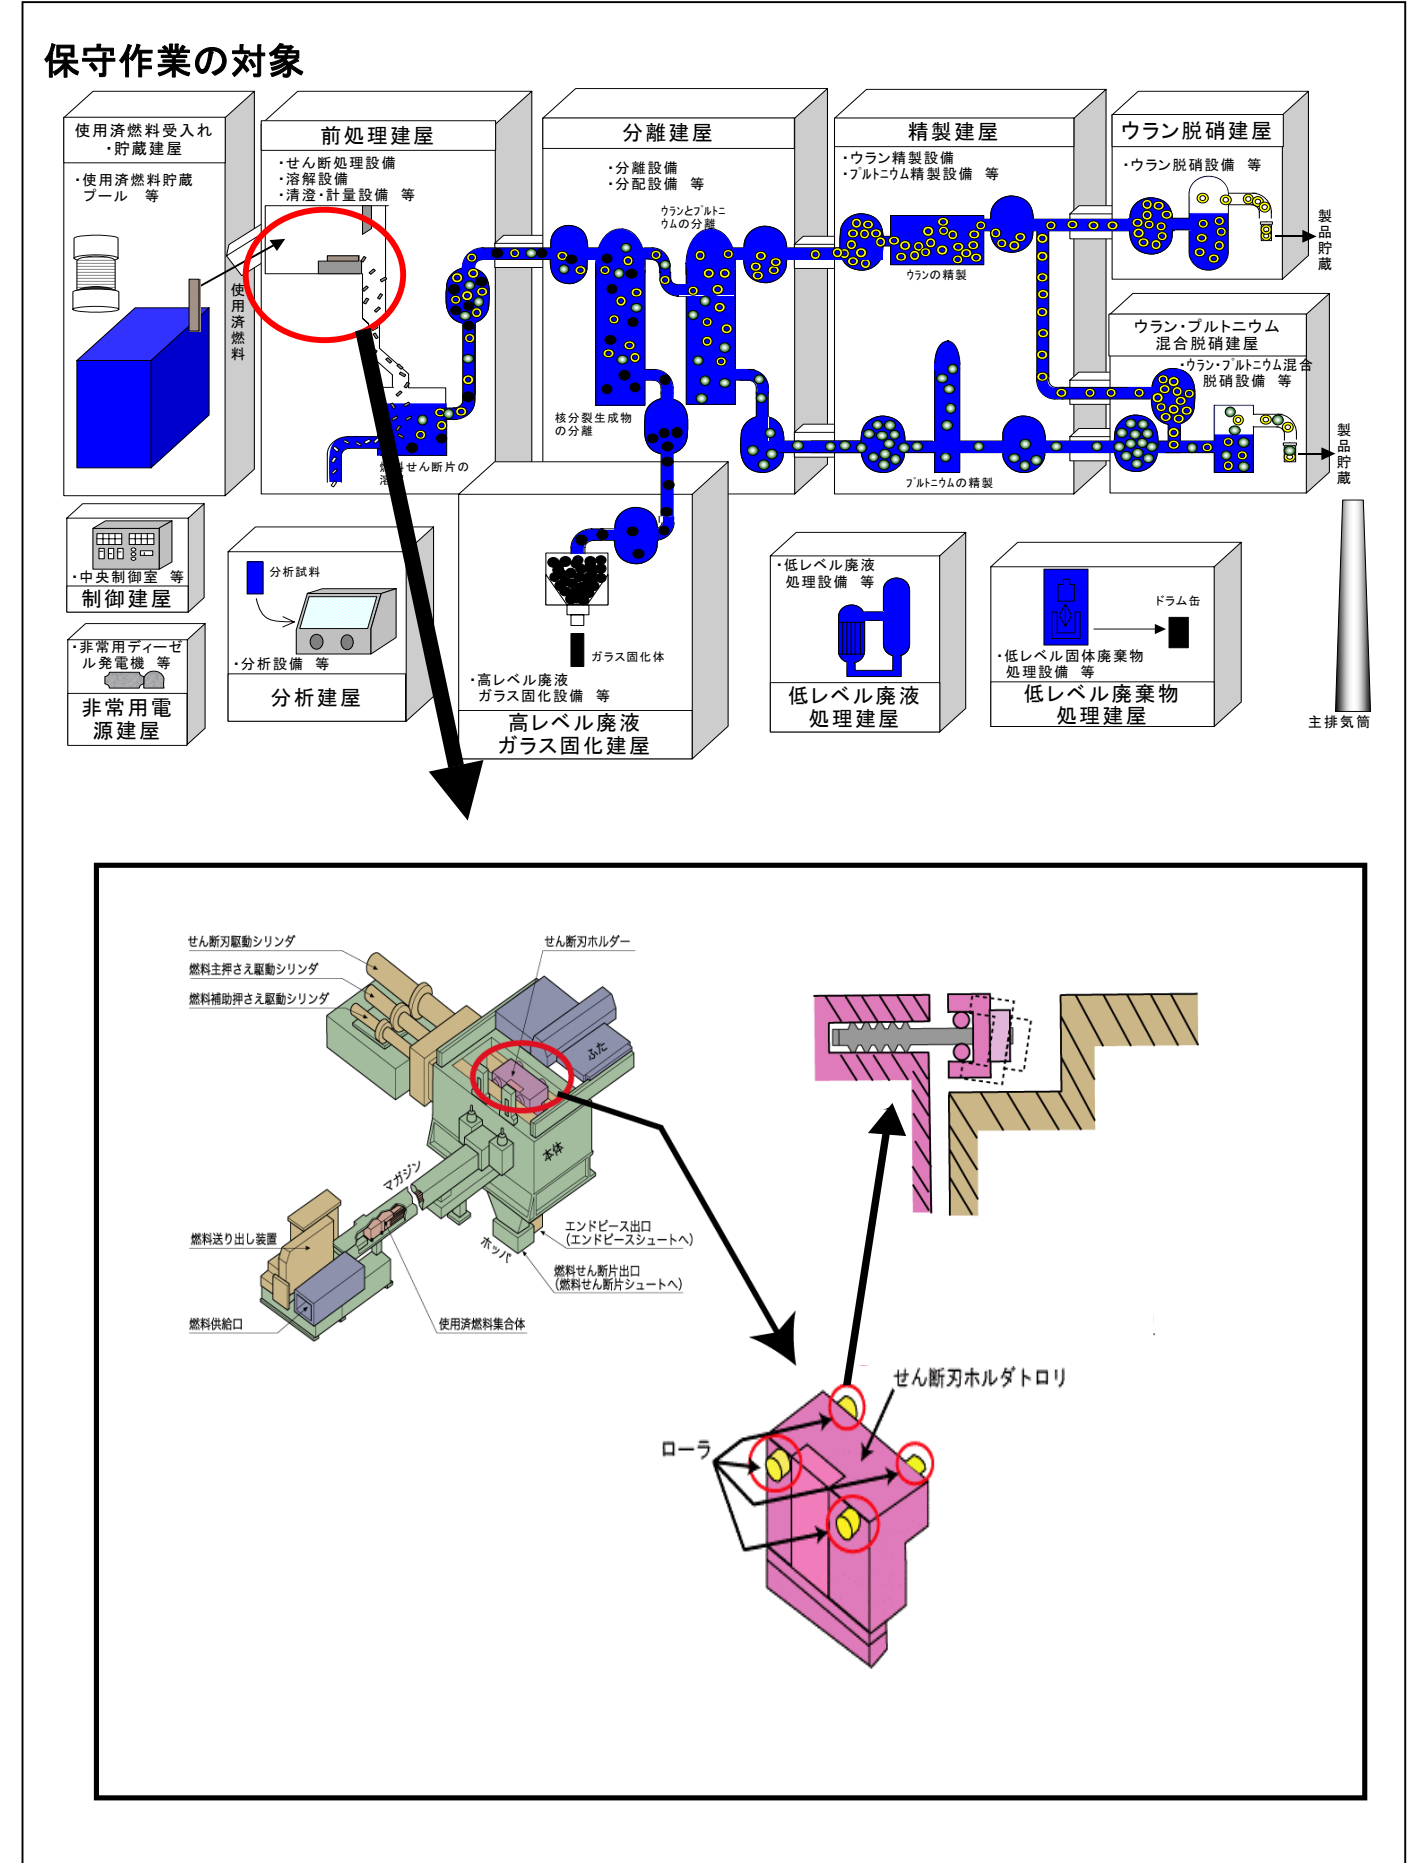 保守作業の対象
使用済燃料受入れ
・貯蔵建屋
・使用済燃料貯蔵
プール　等
使用済燃料
前処理建屋
・せん断処理設備
・溶解設備
・清澄・計量設備　等
分離建屋
・分離設備
・分配設備　等
ウランとプルトニ
ウムの分離
核分裂生成物
の分離
精製建屋
・ウラン精製設備
・プルトニウム精製設備　等
ウランの精製
プルトニウムの精製
ウラン脱硝建屋
・ウラン脱硝設備　等
製品貯蔵
ウラン・プルトニウム
混合脱硝建屋
・ウラン・プルトニウム混合
脱硝設備　等
製品貯蔵
せん断片の
・中央制御室　等
制御建屋
・非常用ディーゼ
ル発電機　等
非常用電
源建屋
分析試料
・分析設備　等
分析建屋
ガラス固化体
・高レベル廃液
ガラス固化設備　等
高レベル廃液
ガラス固化建屋
・低レベル廃液
処理設備　等
低レベル廃液
処理建屋
ドラム缶
・低レベル固体廃棄物
処理設備　等
低レベル廃棄物
処理建屋
主排気筒
せん断刃駆動シリンダ
燃料主押さえ駆動シリンダ
燃料補助押さえ駆動シリンダ
せん断刃ホルダー
ふた
本体
マガジン
ホッパ
エンドピース出口
（エンドピースシュートへ）
燃料せん断片出口
（燃料せん断片シュートへ）
燃料送り出し装置
燃料供給口
使用済燃料集合体
せん断刃ホルダトロリ
ローラ